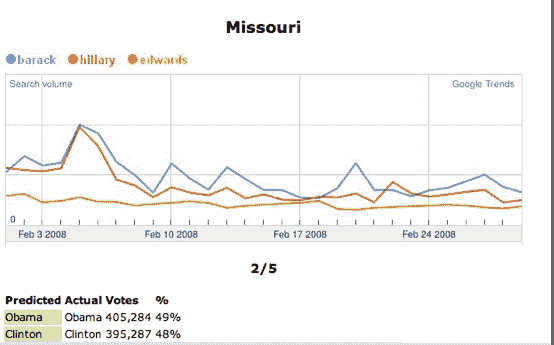 Missouri
barack hillary edwards
Search volume Google Trends
0
Feb 3 2008 Feb 10 2008 Feb 17 2008 Feb 24 2008
2/5
Predicted Actual Votes %
Obama Obama 405,284 49%
Clinton Clinton 395,287 48%